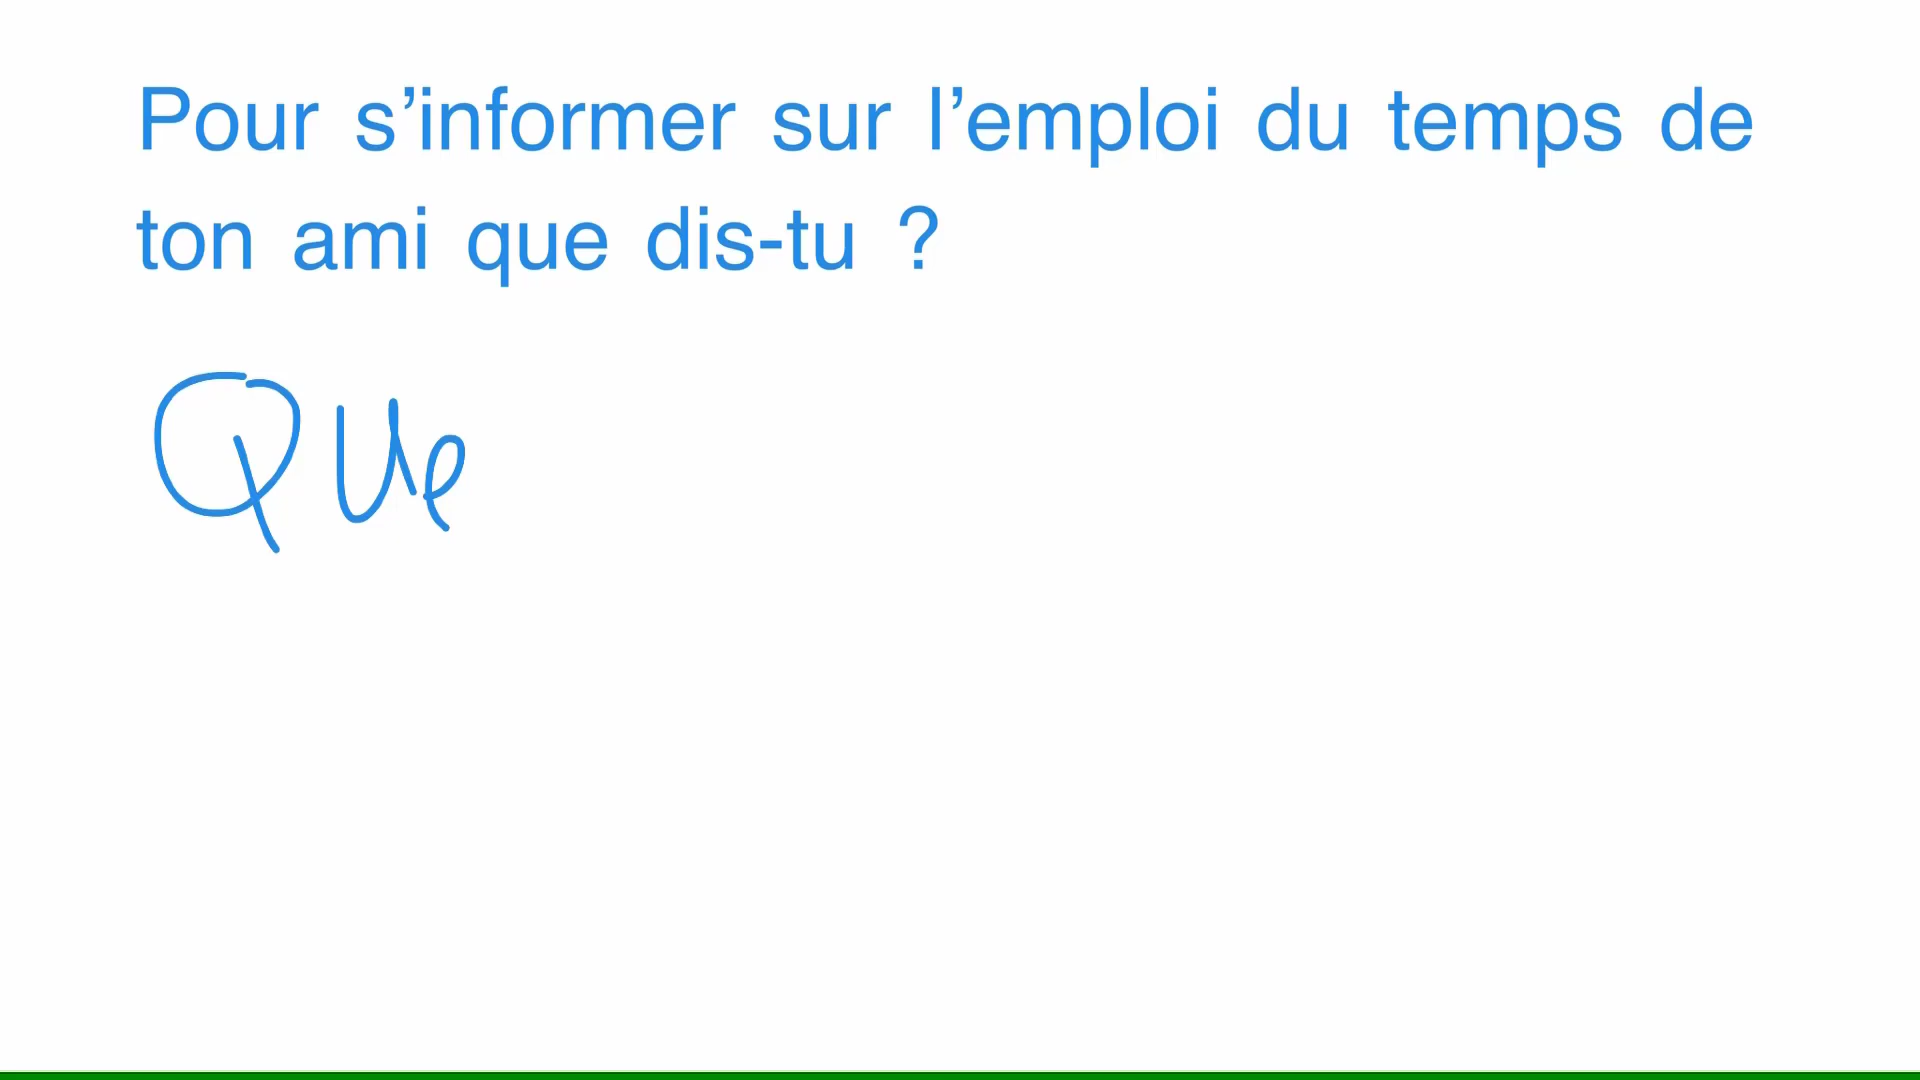 Pour s’informer sur l’emploi du temps de
ton ami que dis-tu ?
Que